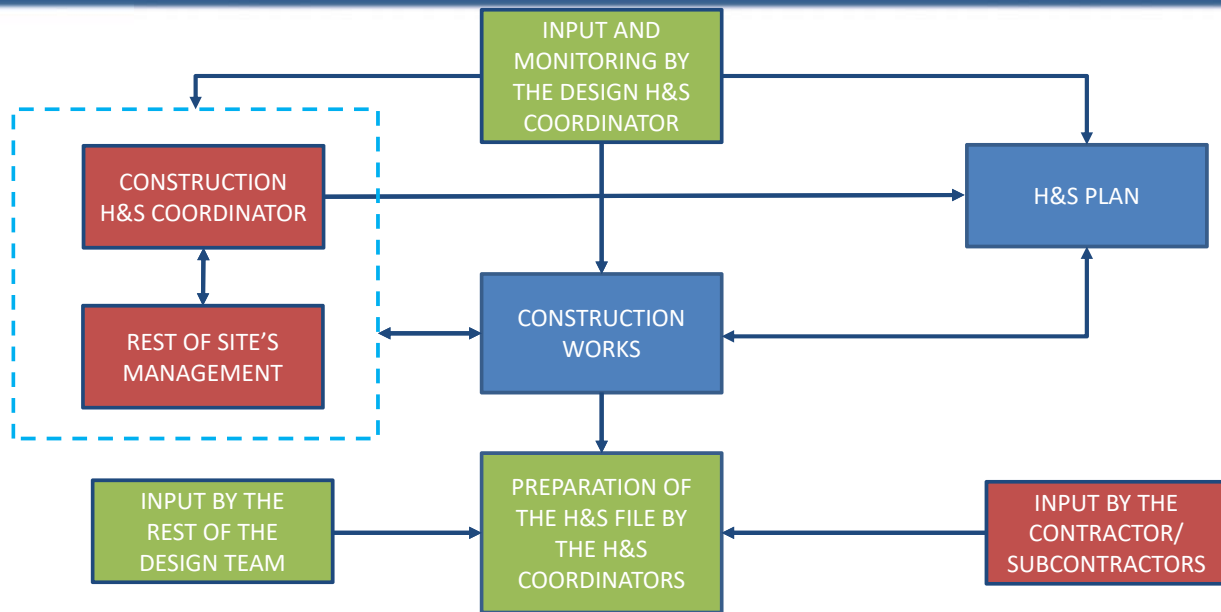 INPUT AND
MONITORING BY
THE DESIGN H&S
COORDINATOR
CONSTRUCTION
H&S COORDINATOR
H&S PLAN
REST OF SITE'S
MANAGEMENT
CONSTRUCTION
WORKS
INPUT BY THE
REST OF THE
DESIGN TEAM
PREPARATION OF
THE H&S FILE BY
THE H&S
COORDINATORS
INPUT BY THE
CONTRACTOR/
SUBCONTRACTORS